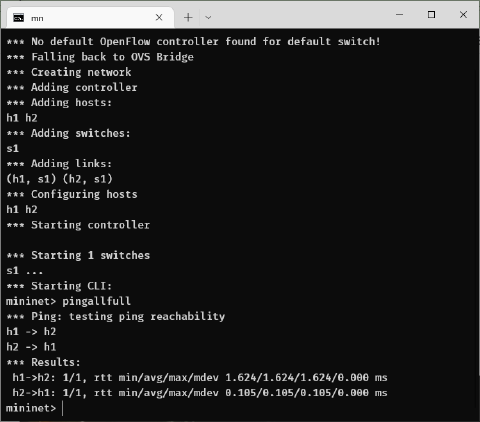 mn
*** No default OpenFlow controller found for default switch!
*** Falling back to OVS Bridge
*** Creating network
*** Adding controller
*** Adding hosts:
h1 h2
*** Adding switches:
s1
*** Adding links:
(h1, s1) (h2, s1)
*** Configuring hosts
h1 h2
*** Starting controller
*** Starting 1 switches
s1 ...
*** Starting CLI:
mininet> pingallfull
*** Ping: testing ping reachability
h1 -> h2
h2 -> h1
*** Results:
 h1->h2: 1/1, rtt min/avg/max/mdev 1.624/1.624/1.624/0.000 ms
 h2->h1: 1/1, rtt min/avg/max/mdev 0.105/0.105/0.105/0.000 ms
mininet>